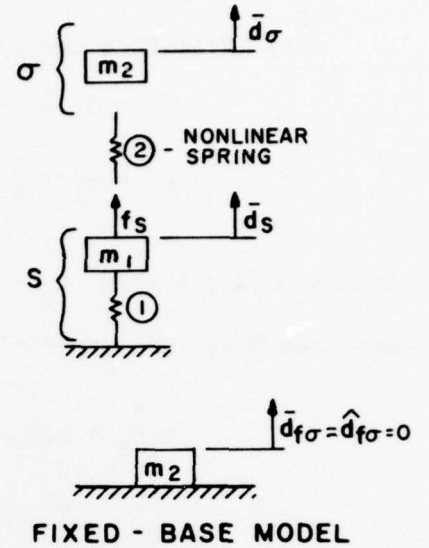 d̄σ
σ
m₂
② - NONLINEAR
SPRING
fₛ
d̄ₛ
m₁
S
①
d̄fσ = d̂fσ = 0
m₂
FIXED - BASE MODEL